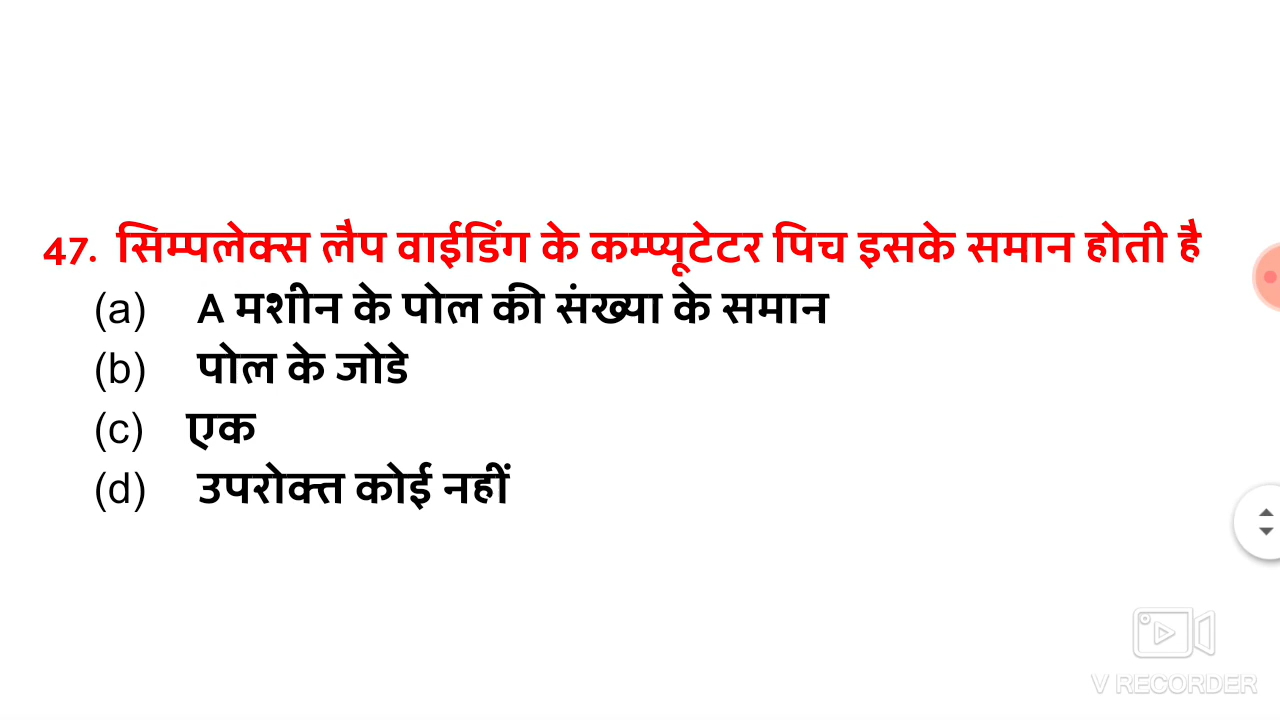 47. सिम्पलेक्स लैप वाईडिंग के कम्प्यूटेटर पिच इसके समान होती है
(a) A मशीन के पोल की संख्या के समान
(b) पोल के जोडे
(c) एक
(d) उपरोक्त कोई नहीं
V RECORDER